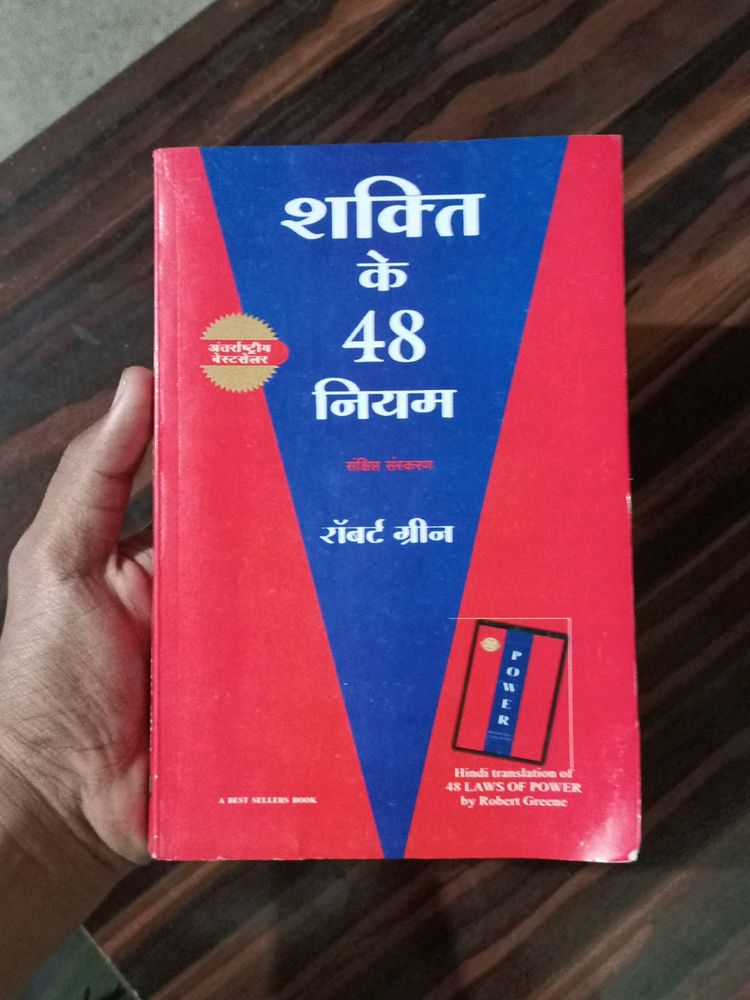 शक्ति
के
48
नियम
अंतर्राष्ट्रीय
बेस्टसेलर
संक्षिप्त संस्करण
रॉबर्ट ग्रीन
POWER
Hindi translation of
48 LAWS OF POWER
by Robert Greene
A BEST SELLERS BOOK